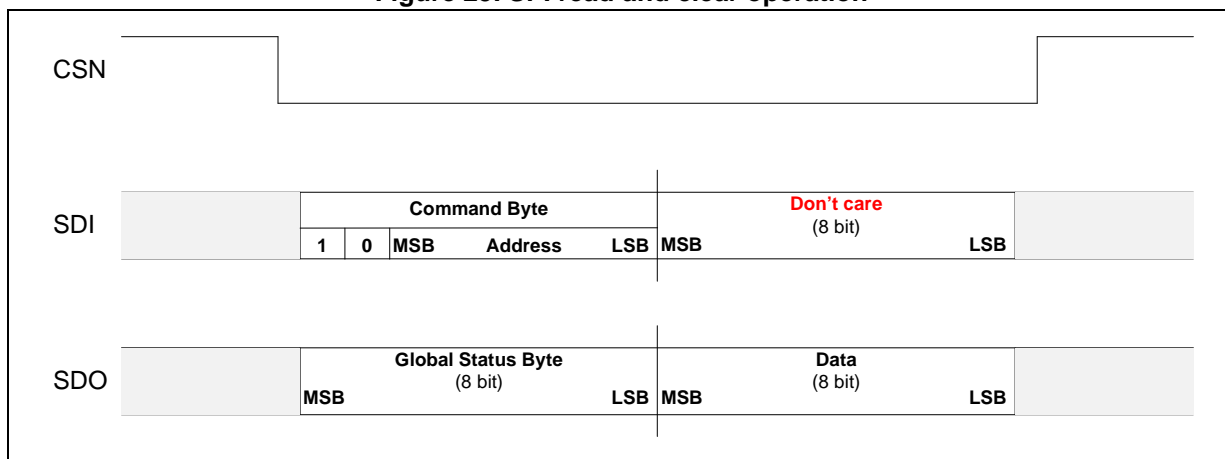 CSN
SDI
Command Byte
1 0 MSB Address LSB
Don't care
(8 bit)
MSB LSB
SDO
Global Status Byte
(8 bit)
MSB LSB
Data
(8 bit)
MSB LSB